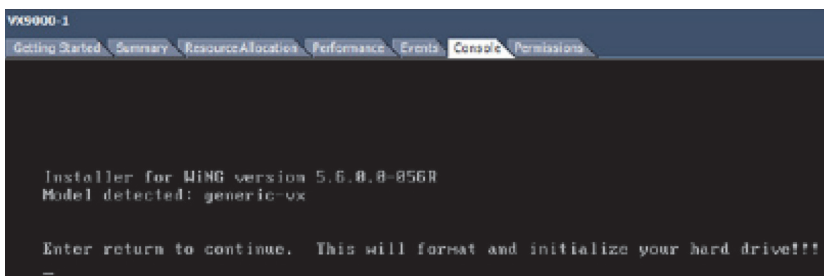 VX9000-1
Getting Started Summary Resource Allocation Performance Events Console Permissions
Installer for WiNG version 5.6.0.0-056R
Model detected: generic-vx
Enter return to continue. This will format and initialize your hard drive!!!